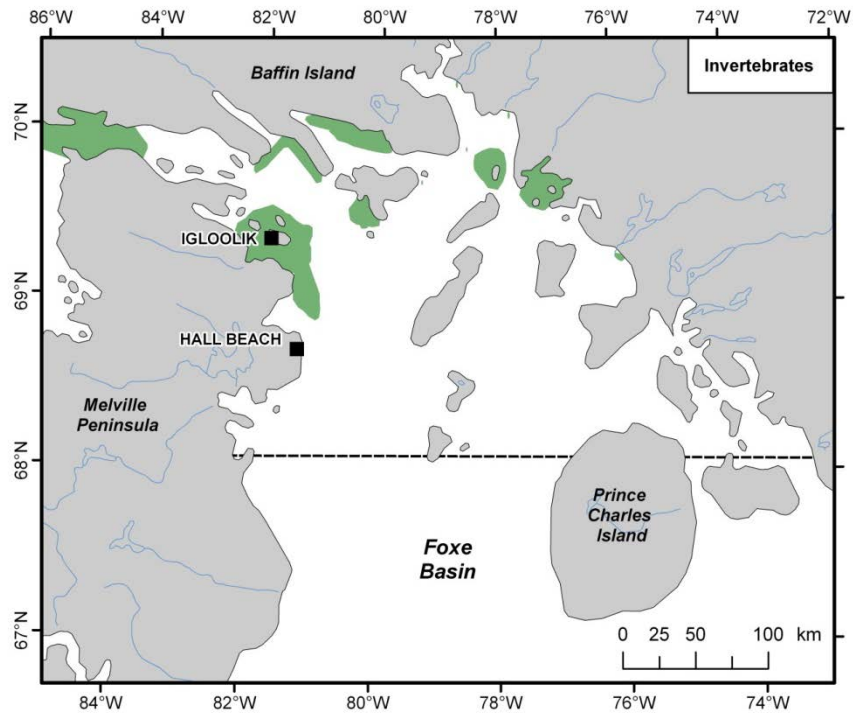 86°W 84°W 82°W 80°W 78°W 76°W 74°W 72°W
Invertebrates
Baffin Island
70°N
IGLOOLIK
69°N
HALL BEACH
Melville
Peninsula
68°N
Prince
Charles
Island
Foxe
Basin
67°N
0 25 50 100 km
84°W 82°W 80°W 78°W 76°W 74°W 72°W